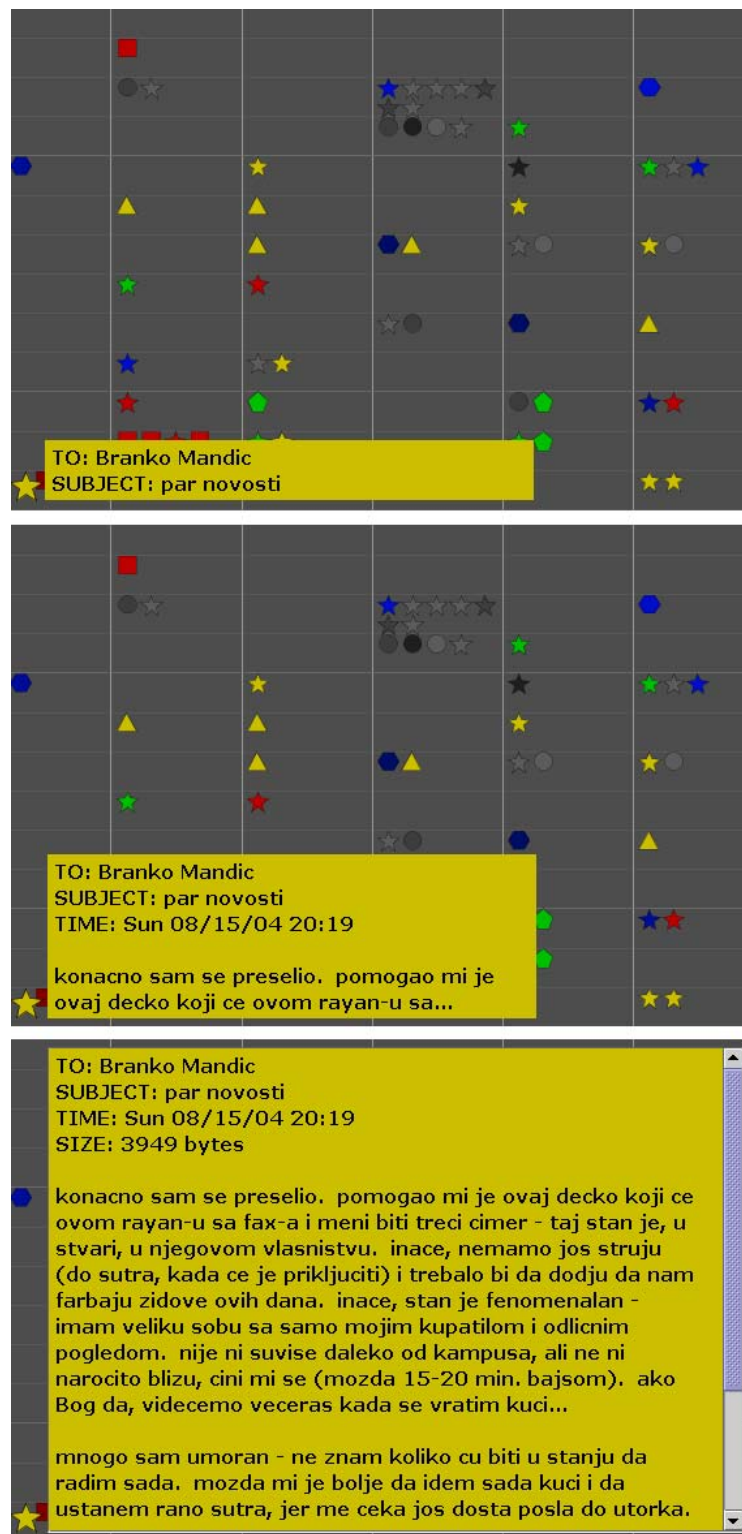 TO: Branko Mandic
SUBJECT: par novosti
TO: Branko Mandic
SUBJECT: par novosti
TIME: Sun 08/15/04 20:19
konacno sam se preselio. pomogao mi je
ovaj decko koji ce ovom rayan-u sa...
TO: Branko Mandic
SUBJECT: par novosti
TIME: Sun 08/15/04 20:19
SIZE: 3949 bytes
konacno sam se preselio. pomogao mi je ovaj decko koji ce
ovom rayan-u sa fax-a i meni biti treci cimer - taj stan je, u
stvari, u njegovom vlasnistvu. inace, nemamo jos struju
(do sutra, kada ce je prikljuciti) i trebalo bi da dodju da nam
farbaju zidove ovih dana. inace, stan je fenomenalan -
imam veliku sobu sa samo mojim kupatilom i odlicnim
pogledom. nije ni suvise daleko od kampusa, ali ne ni
narocito blizu, cini mi se (mozda 15-20 min. bajsom). ako
Bog da, videcemo veceras kada se vratim kuci...
mnogo sam umoran - ne znam koliko cu biti u stanju da
radim sada. mozda mi je bolje da idem sada kuci i da
ustanem rano sutra, jer me ceka jos dosta posla do utorka.